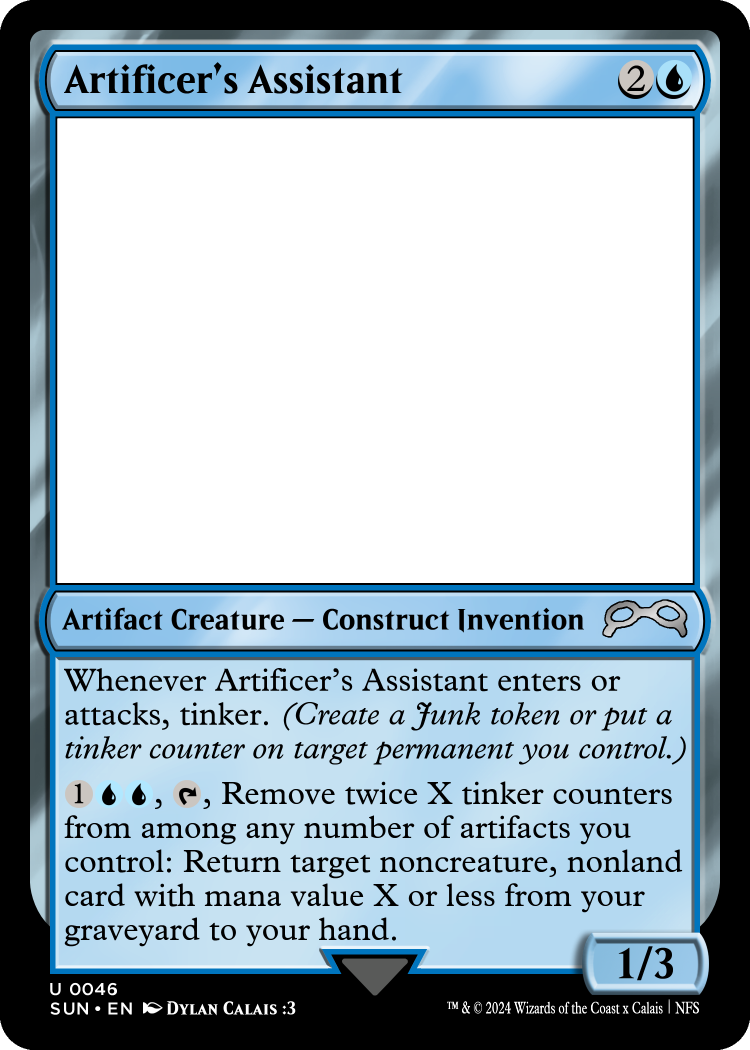 Artificer's Assistant 2
Artifact Creature — Construct Invention
Whenever Artificer's Assistant enters or
attacks, tinker. (Create a Junk token or put a
tinker counter on target permanent you control.)
1 , , Remove twice X tinker counters
from among any number of artifacts you
control: Return target noncreature, nonland
card with mana value X or less from your
graveyard to your hand.
1/3
U 0046
SUN • EN Dylan Calais :3
™ & © 2024 Wizards of the Coast x Calais | NFS